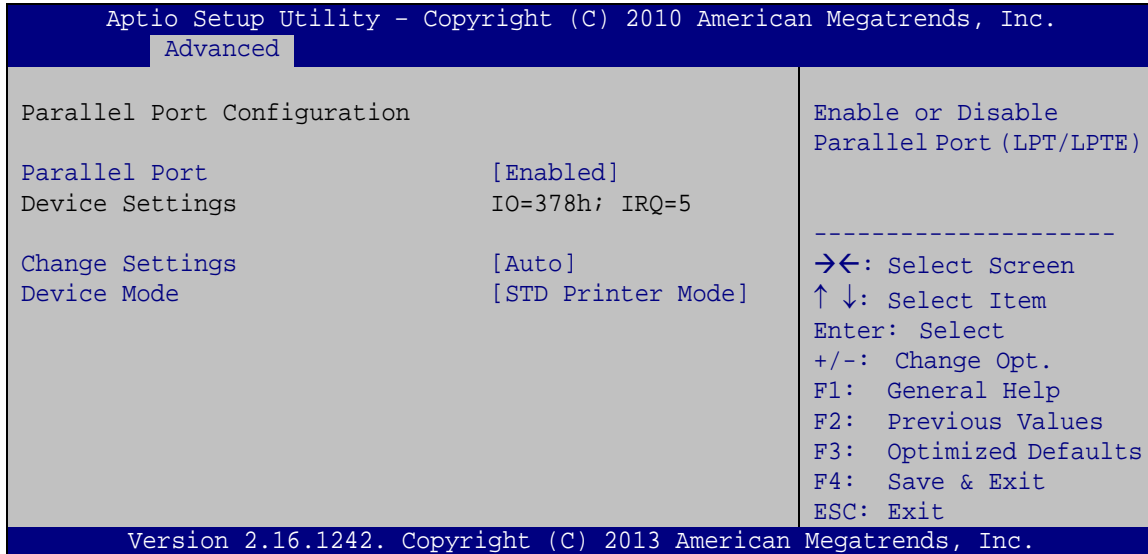 Aptio Setup Utility – Copyright (C) 2010 American Megatrends, Inc.
Advanced
Parallel Port Configuration
Parallel Port [Enabled]
Device Settings IO=378h; IRQ=5
Change Settings [Auto]
Device Mode [STD Printer Mode]
Enable or Disable
Parallel Port (LPT/LPTE)
---------------------
→←: Select Screen
↑ ↓: Select Item
Enter: Select
+/-: Change Opt.
F1: General Help
F2: Previous Values
F3: Optimized Defaults
F4: Save & Exit
ESC: Exit
Version 2.16.1242. Copyright (C) 2013 American Megatrends, Inc.